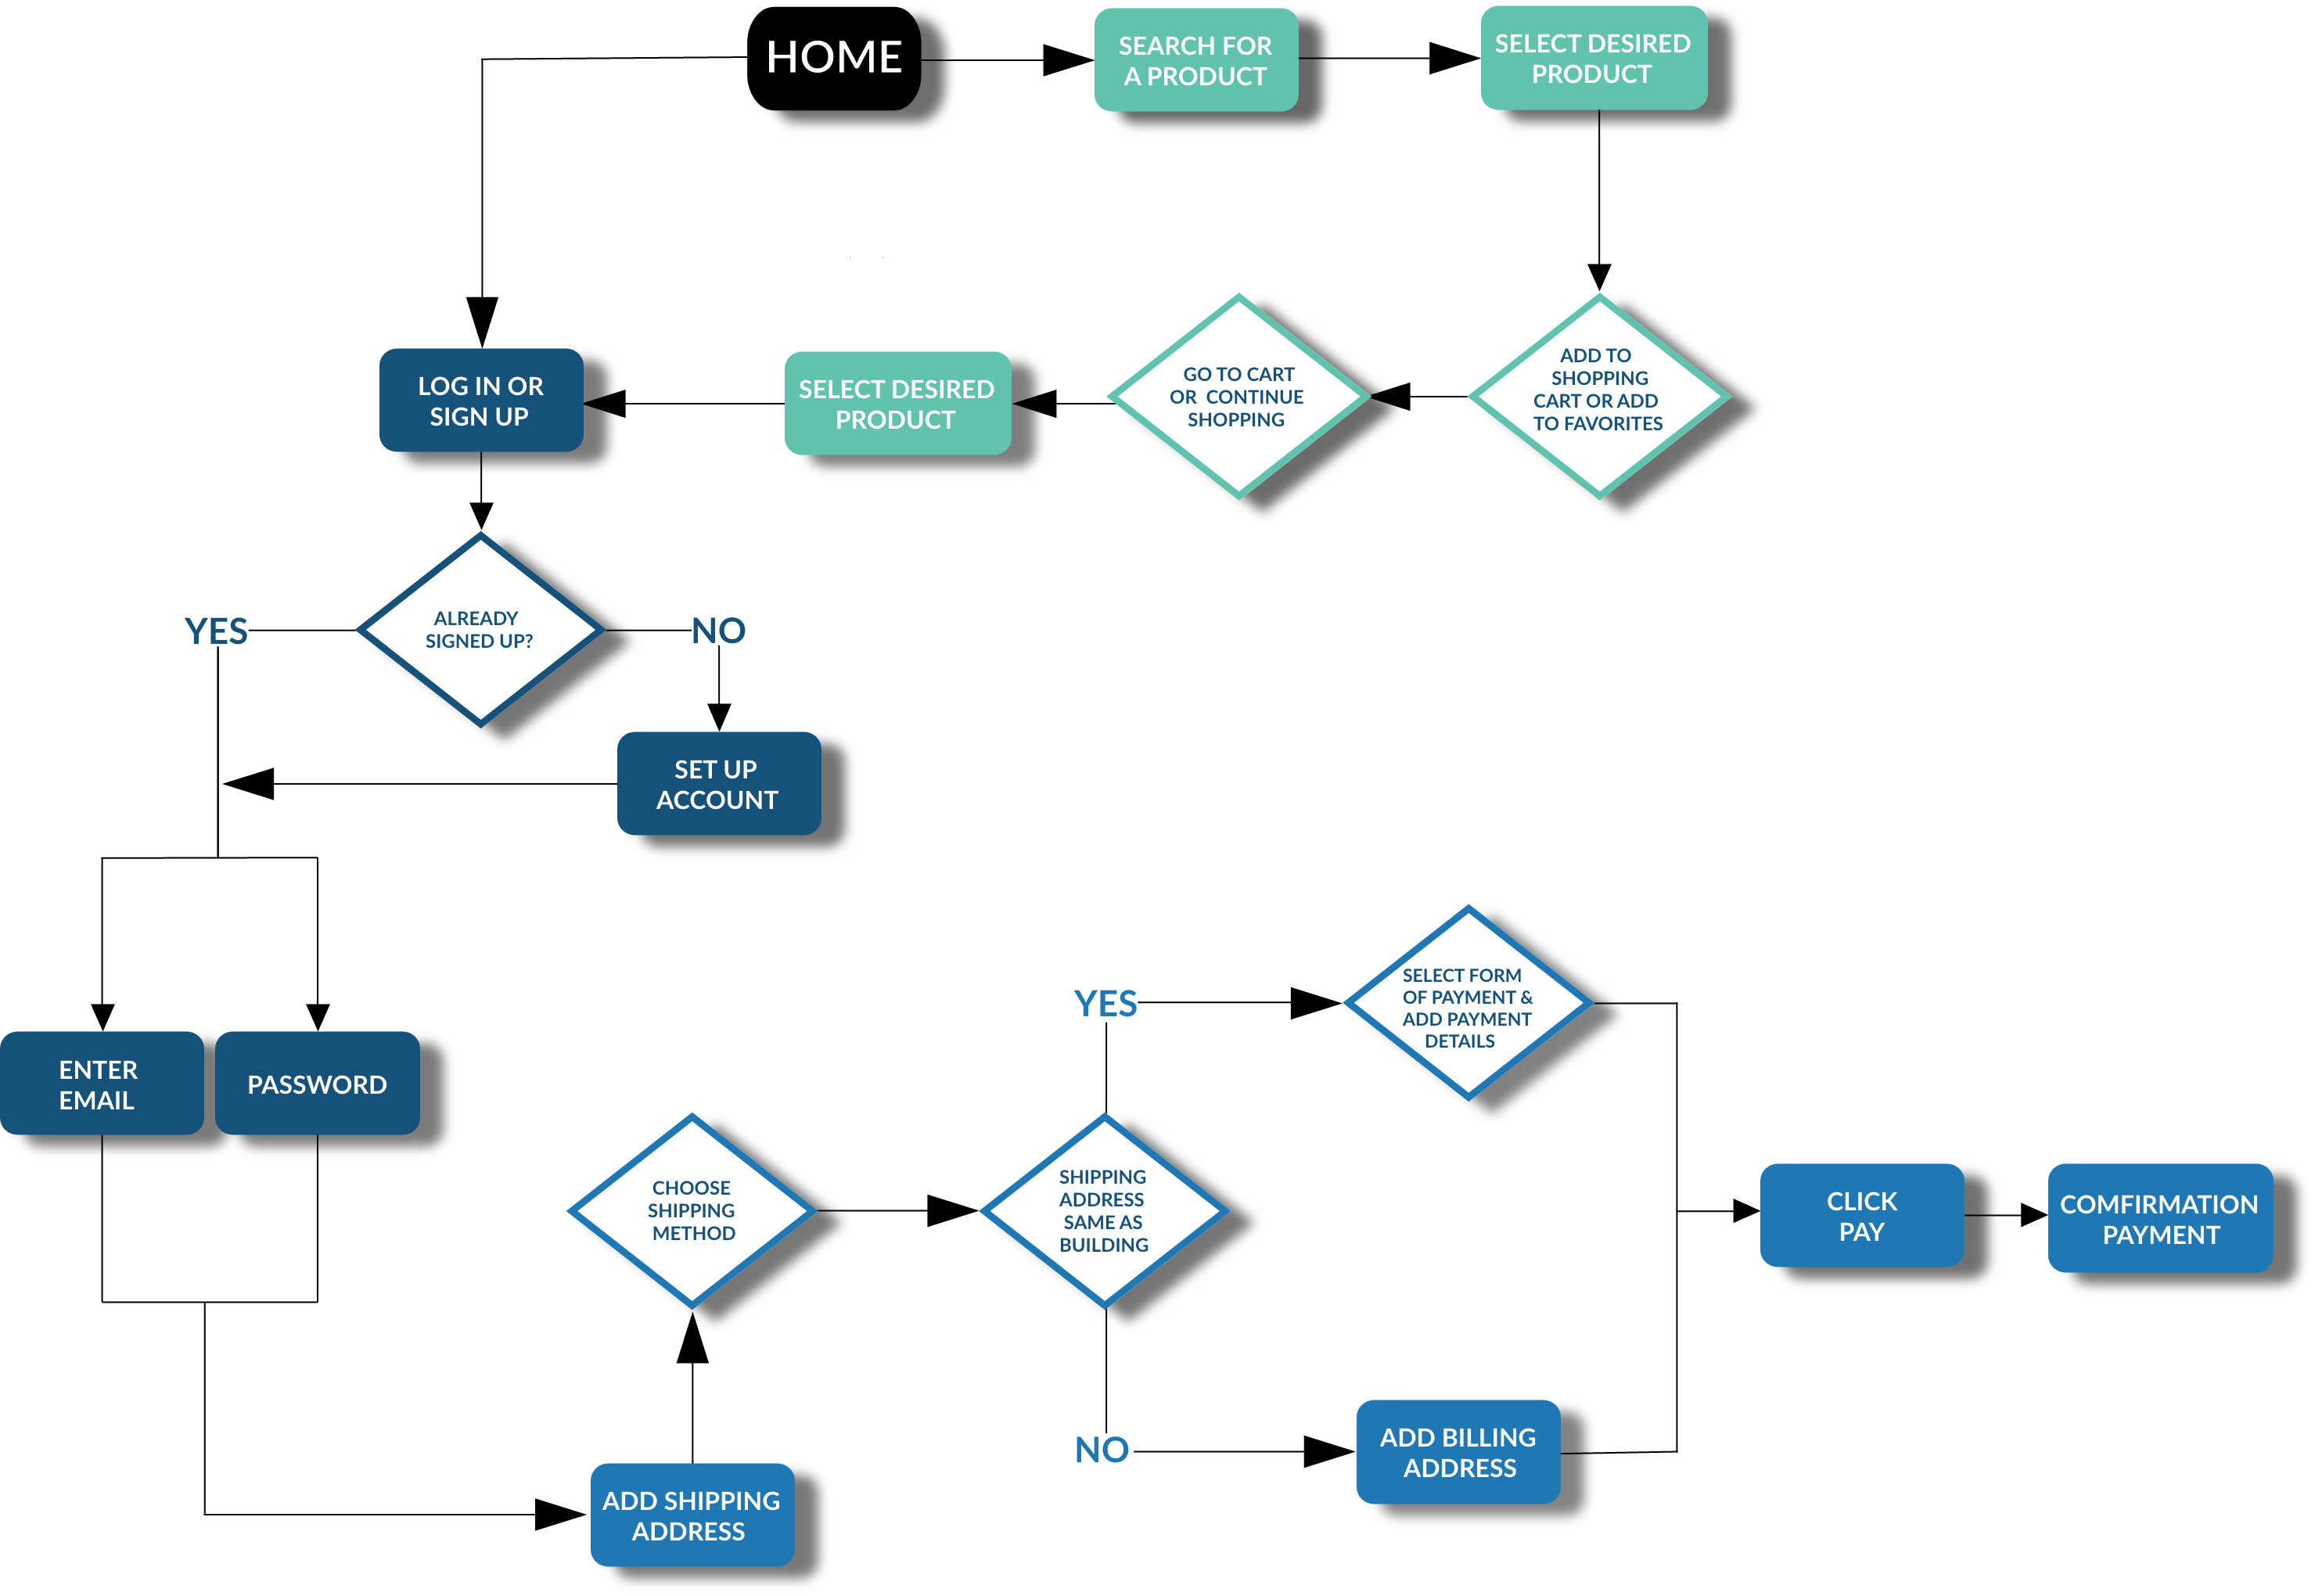 HOME
SEARCH FOR
A PRODUCT
SELECT DESIRED
PRODUCT
LOG IN OR
SIGN UP
SELECT DESIRED
PRODUCT
GO TO CART
OR CONTINUE
SHOPPING
ADD TO
SHOPPING
CART OR ADD
TO FAVORITES
YES
ALREADY
SIGNED UP?
NO
SET UP
ACCOUNT
ENTER
EMAIL
PASSWORD
CHOOSE
SHIPPING
METHOD
ADD SHIPPING
ADDRESS
SHIPPING
ADDRESS
SAME AS
BUILDING
YES
SELECT FORM
OF PAYMENT &
ADD PAYMENT
DETAILS
NO
ADD BILLING
ADDRESS
CLICK
PAY
COMFIRMATION
PAYMENT